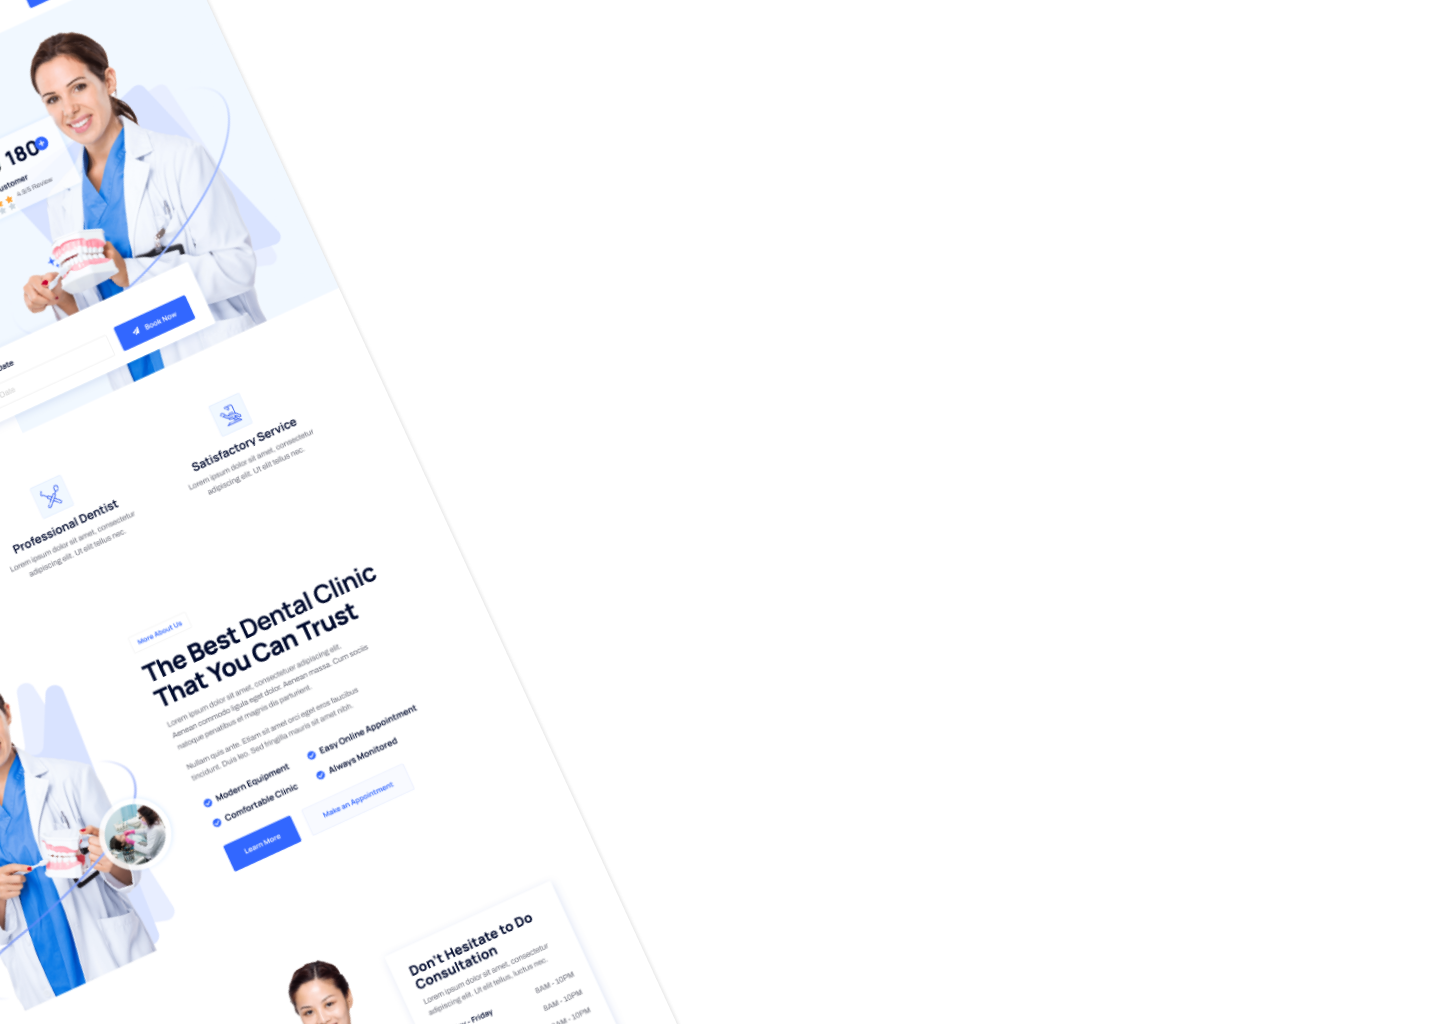 180
4.9/5 Review
Book Now
Date
Satisfactory Service
Lorem ipsum dolor sit amet, consectetur
adipiscing elit. Ut elit tellus nec.
Professional Dentist
Lorem ipsum dolor sit amet, consectetur
adipiscing elit. Ut elit tellus nec.
More About Us
The Best Dental Clinic
That You Can Trust
Lorem ipsum dolor sit amet, consectetuer adipiscing elit.
Aenean commodo ligula eget dolor. Aenean massa. Cum sociis
natoque penatibus et magnis dis parturient.
Nullam quis ante. Etiam sit amet orci eget eros faucibus
tincidunt. Duis leo. Sed fringilla mauris sit amet nibh.
Modern Equipment
Easy Online Appointment
Comfortable Clinic
Always Monitored
Learn More
Make an Appointment
Don't Hesitate to Do
Consultation
Lorem ipsum dolor sit amet, consectetur
adipiscing elit. Ut elit tellus, luctus nec.
- Friday
8AM - 10PM
8AM - 10PM
8AM - 10PM